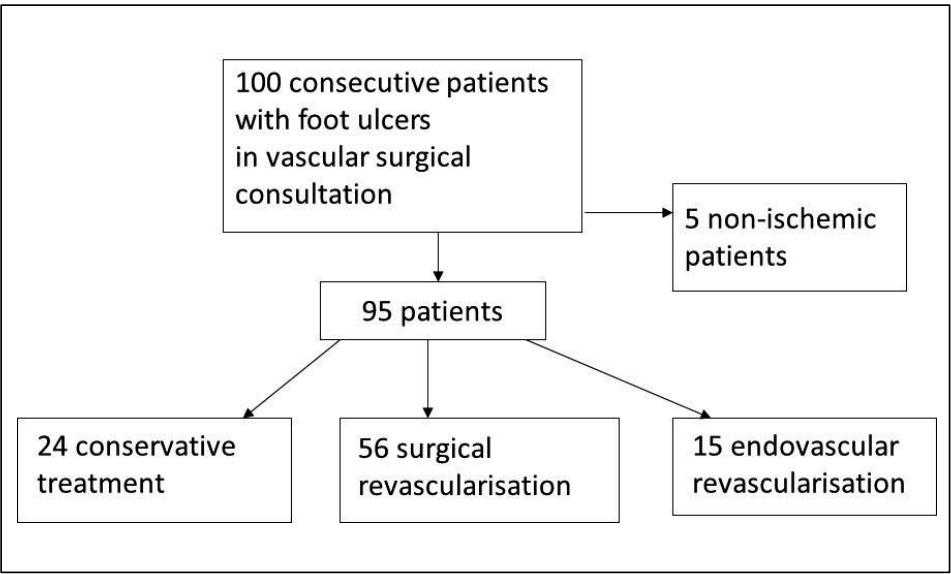 100 consecutive patients
with foot ulcers
in vascular surgical
consultation
5 non-ischemic
patients
95 patients
24 conservative
treatment
56 surgical
revascularisation
15 endovascular
revascularisation